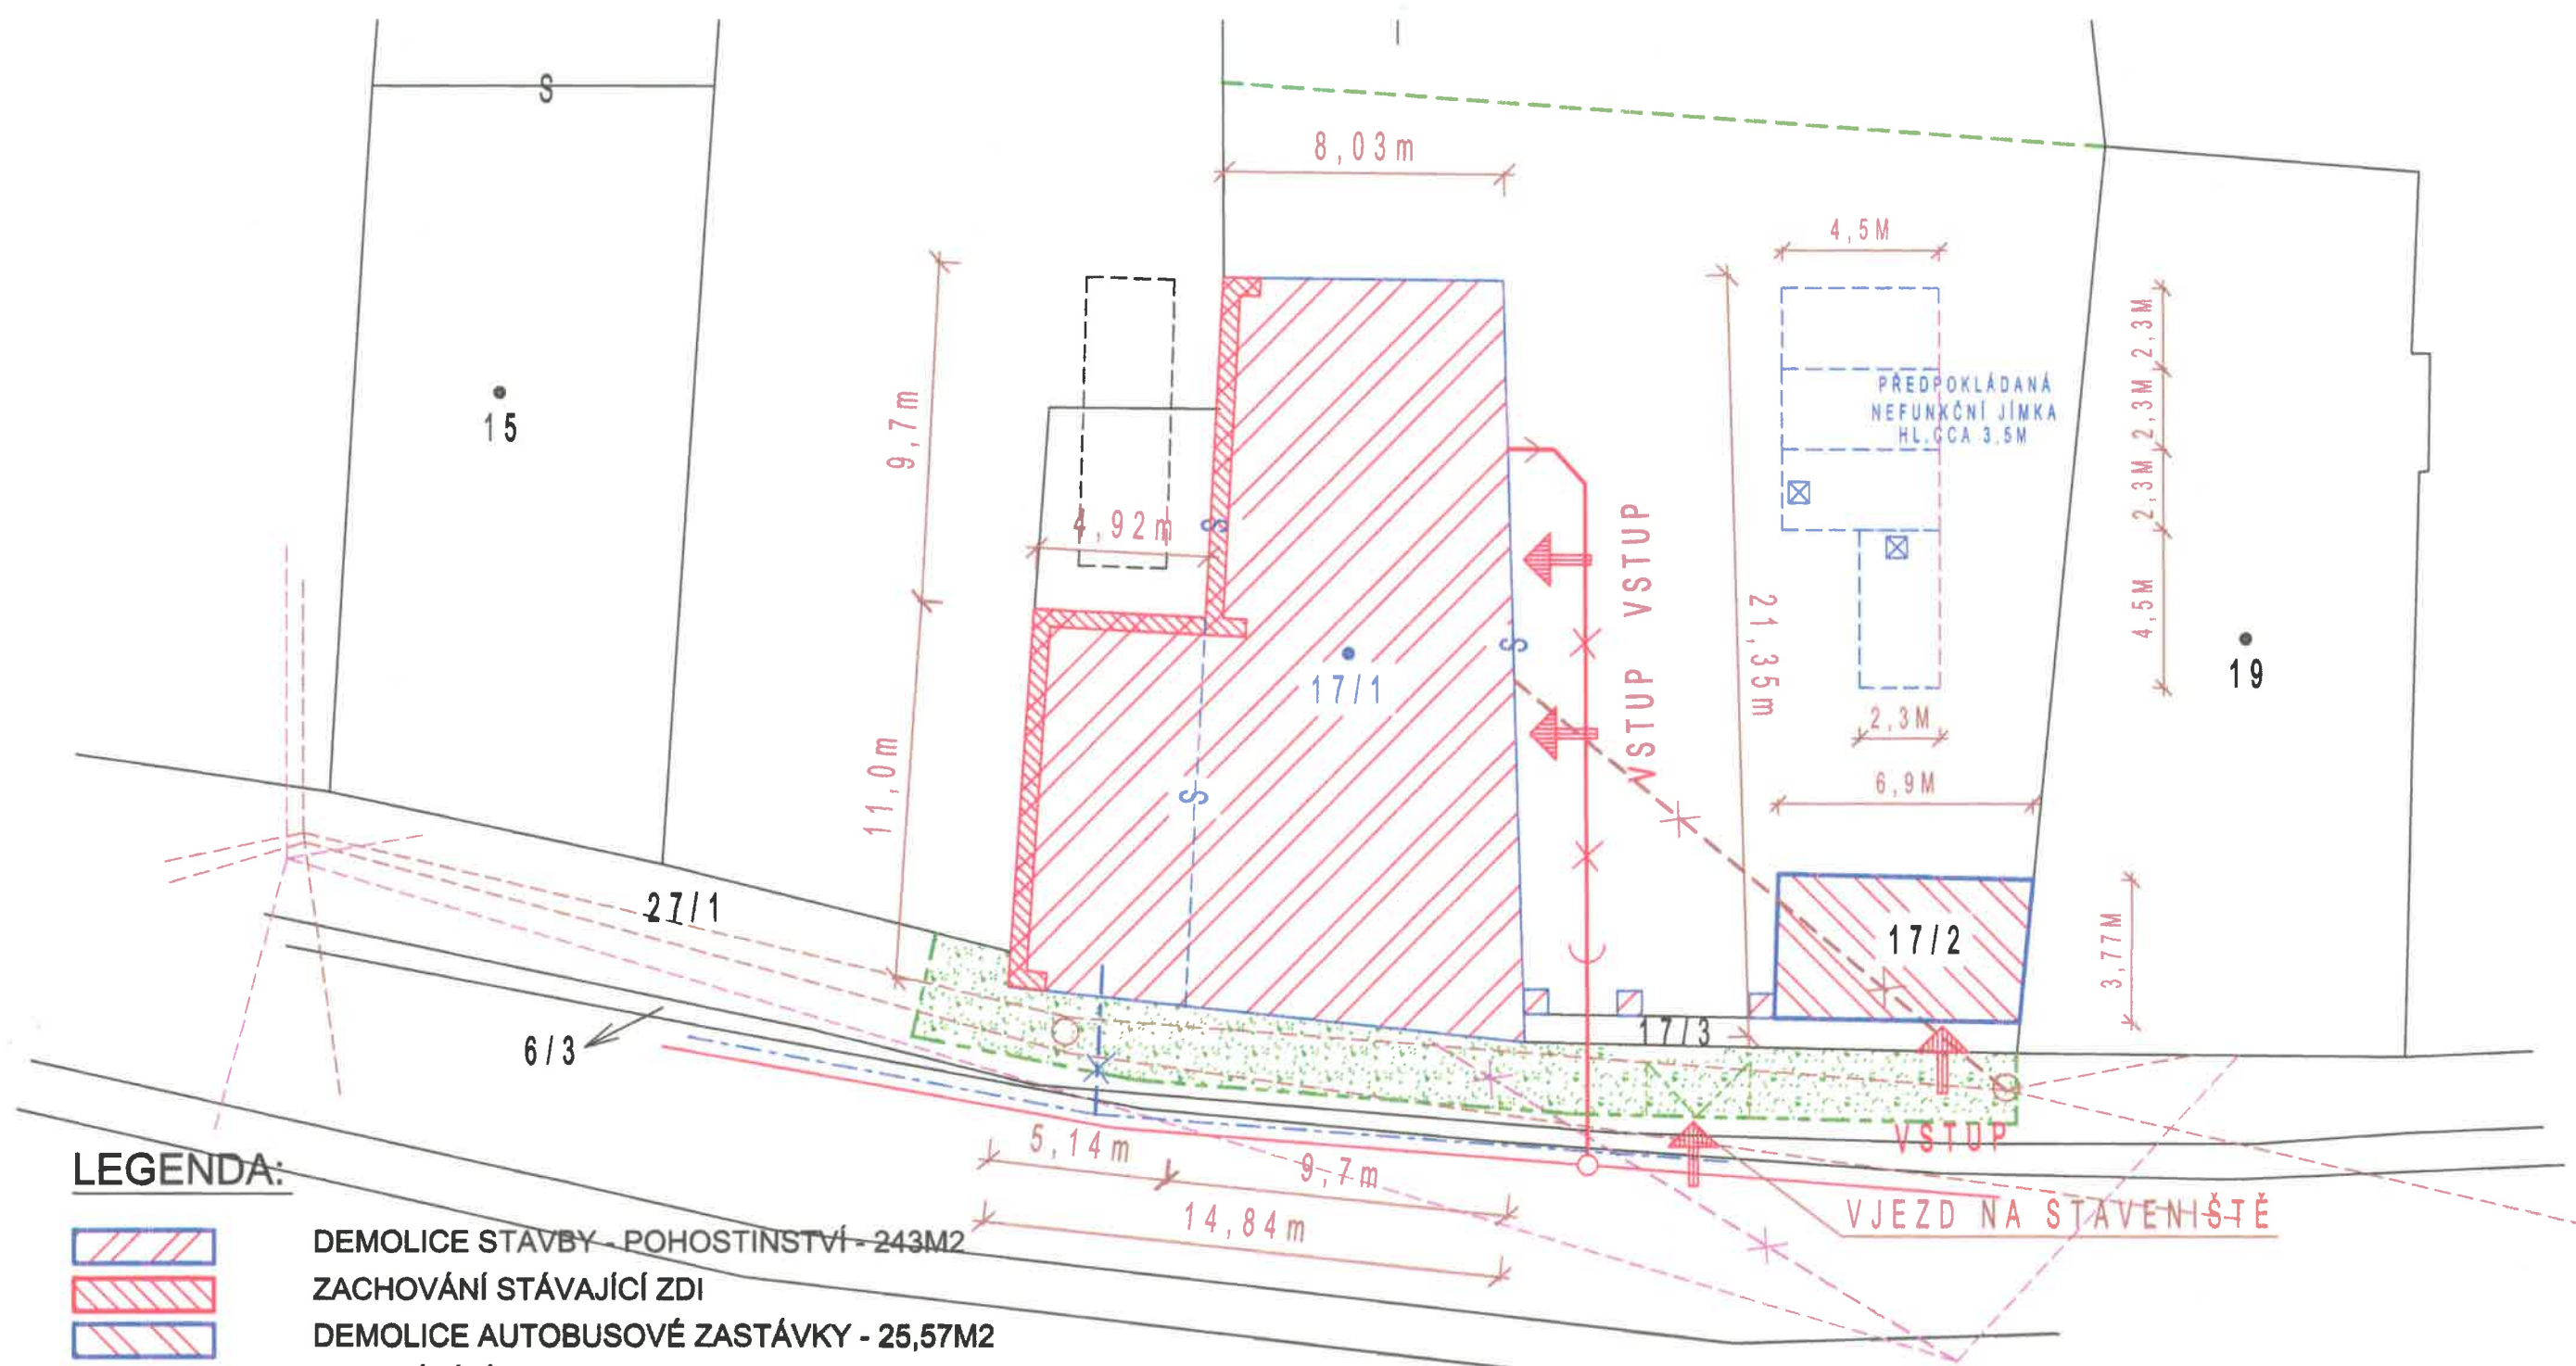 S
8,03m
4,5M
2,3M
2,3M
2,3M
4,5M
PŘEDPOKLÁDANÁ
NEFUNKČNÍ JÍMKA
HL.CCA 3,5M
15
9,7m
4,92m
S
VSTUP
VSTUP
21,35m
S
17/1
19
2,3M
6,9M
11,0m
S
27/1
17/2
3,77M
17/3
6/3
VSTUP
5,14m
9,7m
14,84m
VJEZD NA STAVENIŠTĚ
LEGENDA:
DEMOLICE STAVBY - POHOSTINSTVÍ - 243M2
ZACHOVÁNÍ STÁVAJÍCÍ ZDI
DEMOLICE AUTOBUSOVÉ ZASTÁVKY - 25,57M2